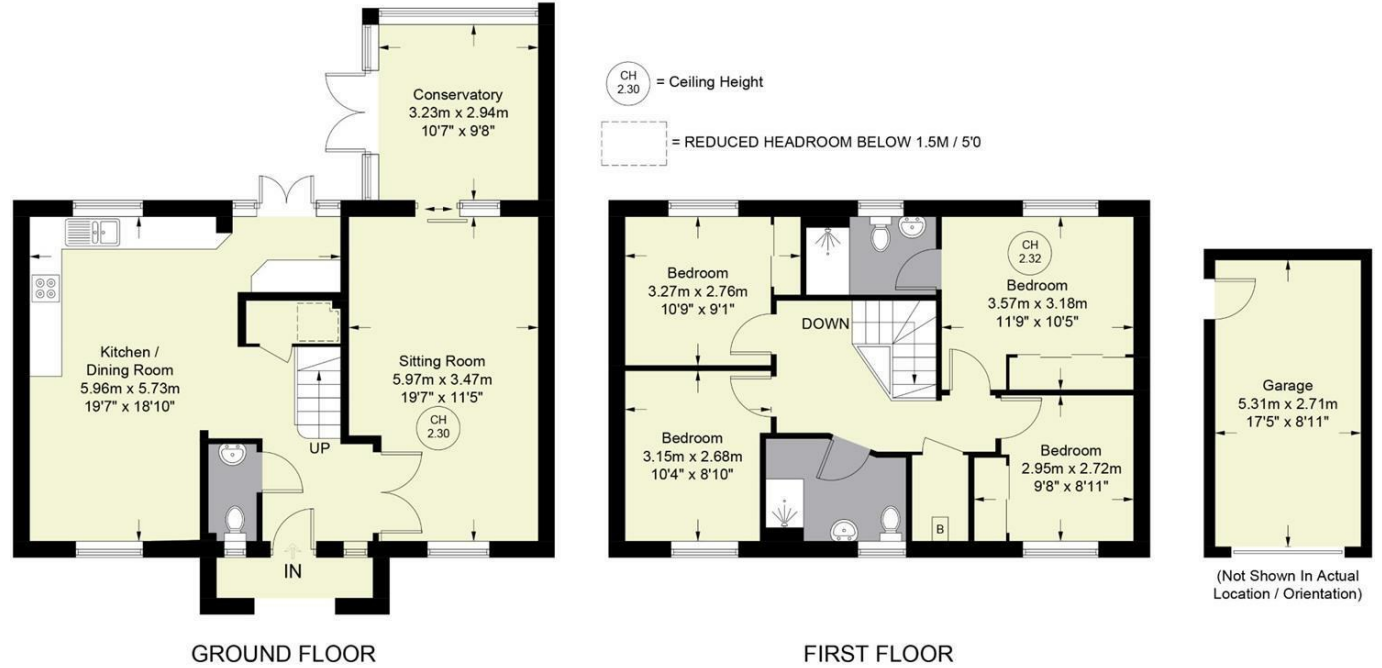 Conservatory
3.23m x 2.94m
10'7" x 9'8"
CH
2.30
= Ceiling Height
= REDUCED HEADROOM BELOW 1.5M / 5'0
Kitchen /
Dining Room
5.96m x 5.73m
19'7" x 18'10"
UP
Sitting Room
5.97m x 3.47m
19'7" x 11'5"
CH
2.30
IN
Bedroom
3.27m x 2.76m
10'9" x 9'1"
DOWN
CH
2.32
Bedroom
3.57m x 3.18m
11'9" x 10'5"
Bedroom
3.15m x 2.68m
10'4" x 8'10"
B
Bedroom
2.95m x 2.72m
9'8" x 8'11"
Garage
5.31m x 2.71m
17'5" x 8'11"
(Not Shown In Actual
Location / Orientation)
GROUND FLOOR
FIRST FLOOR